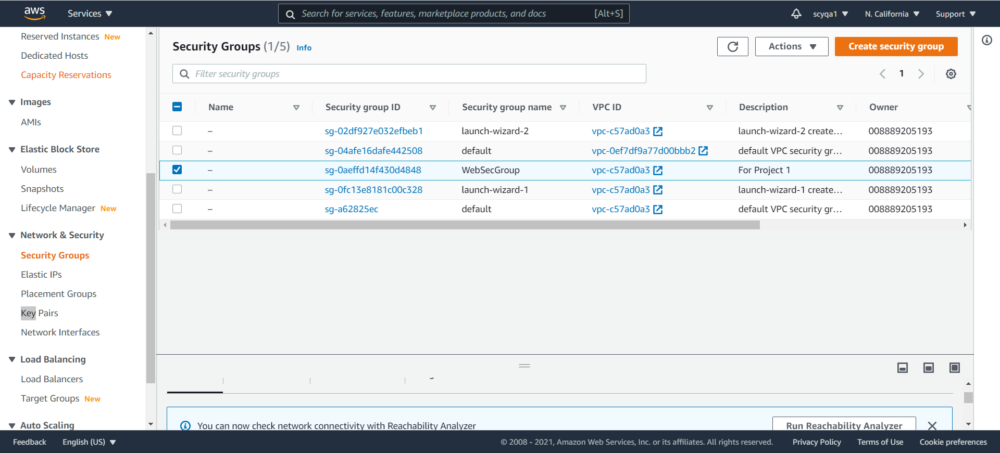 aws
Services
Search for services, features, marketplace products, and docs [Alt+S]
scyqa1
N. California
Support
Reserved Instances New
Dedicated Hosts
Capacity Reservations
Images
AMIs
Elastic Block Store
Volumes
Snapshots
Lifecycle Manager New
Network & Security
Security Groups
Elastic IPs
Placement Groups
Key Pairs
Network Interfaces
Load Balancing
Load Balancers
Target Groups New
Auto Scaling
Security Groups (1/5) Info
Actions
Create security group
Filter security groups
1
Name Security group ID Security group name VPC ID Description Owner
– sg-02df927e032efbeb1 launch-wizard-2 vpc-c57ad0a3 launch-wizard-2 create... 008889205193
– sg-04afe16dafe442508 default vpc-0ef7df9a77d00bbb2 default VPC security gr... 008889205193
– sg-0aeffd14f430d4848 WebSecGroup vpc-c57ad0a3 For Project 1 008889205193
– sg-0fc13e8181c00c328 launch-wizard-1 vpc-c57ad0a3 launch-wizard-1 create... 008889205193
– sg-a62825ec default vpc-c57ad0a3 default VPC security gr... 008889205193
You can now check network connectivity with Reachability Analyzer
Run Reachability Analyzer
Feedback English (US)
© 2008 - 2021, Amazon Web Services, Inc. or its affiliates. All rights reserved. Privacy Policy Terms of Use Cookie preferences